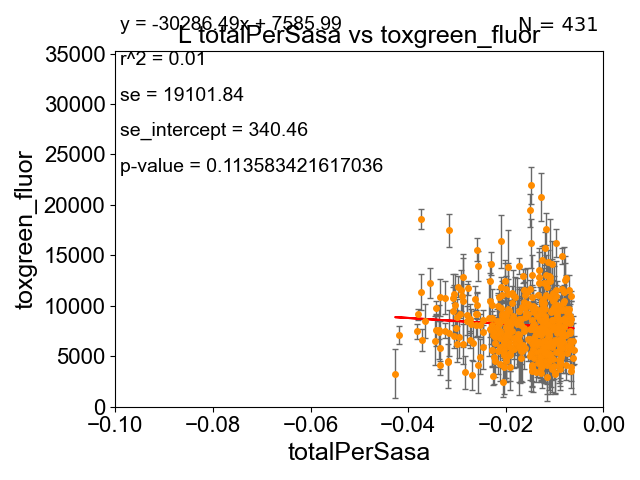 y = -30286.49x + 7585.99
N = 431
L totalPerSasa vs toxgreen_fluor
r^2 = 0.01
se = 19101.84
se_intercept = 340.46
p-value = 0.113583421617036
35000
30000
25000
20000
15000
10000
5000
0
toxgreen_fluor
−0.10 −0.08 −0.06 −0.04 −0.02 0.00
totalPerSasa